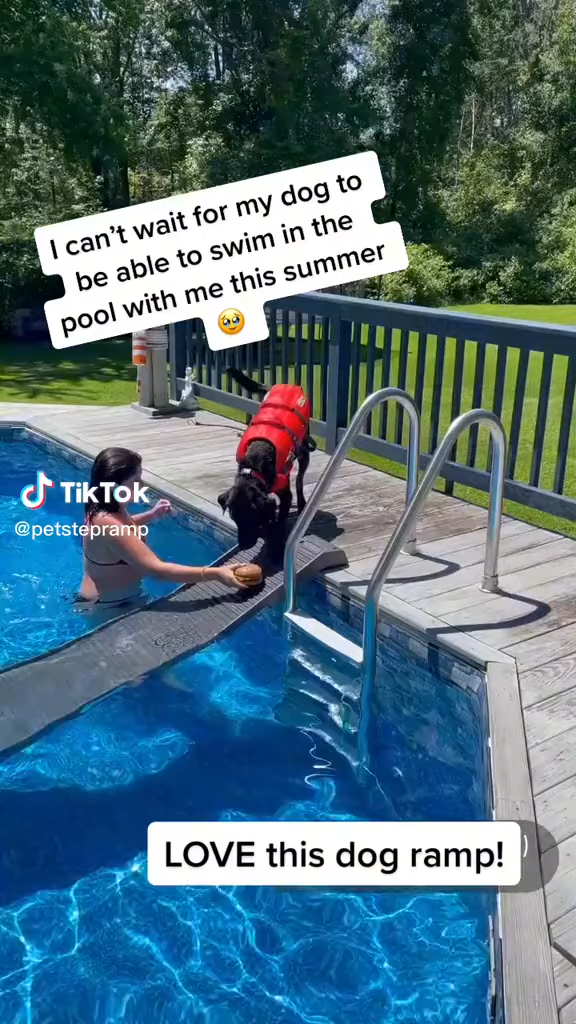 I can't wait for my dog to
be able to swim in the
pool with me this summer
🥹
TikTok
@petstepramp
LOVE this dog ramp!